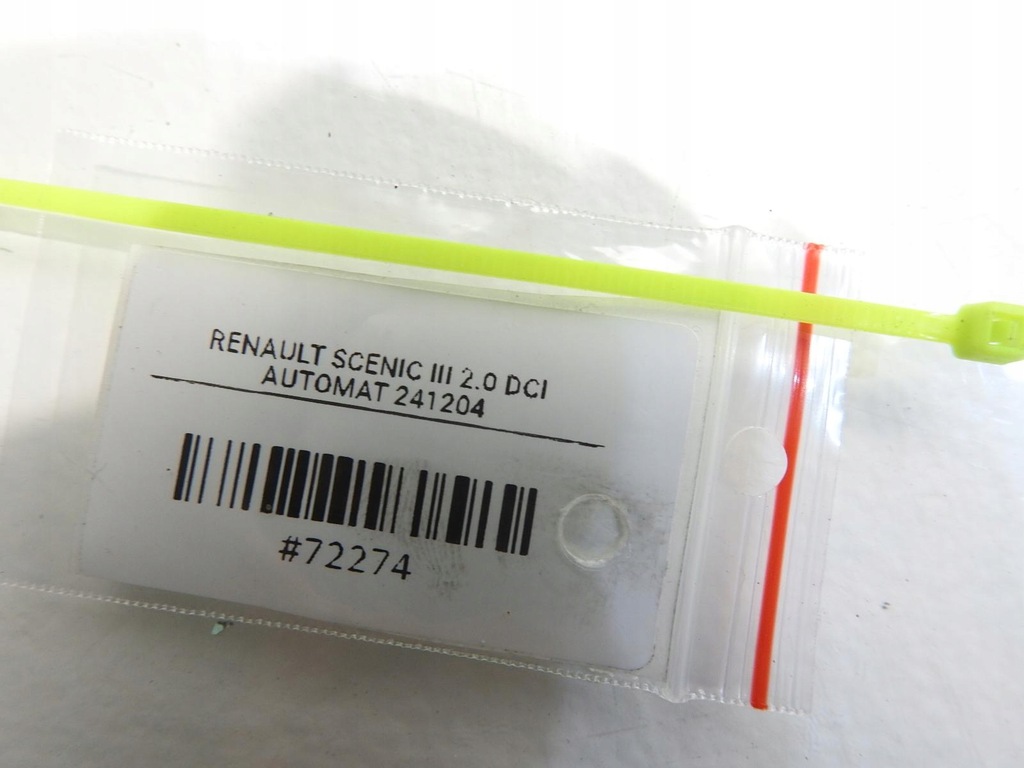 RENAULT SCENIC III 2.0 DCI
AUTOMAT 241204
#72274